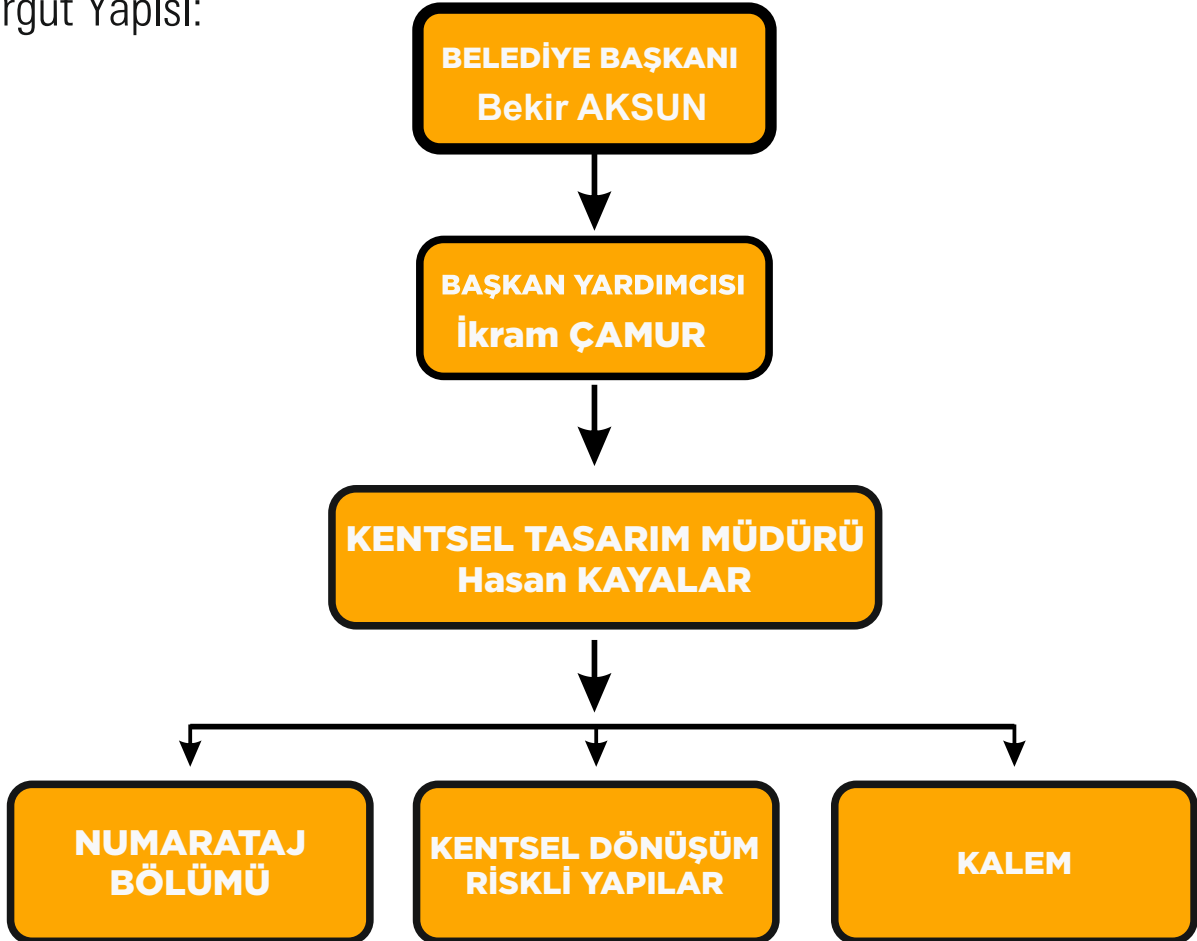 rgüt Yapısı:
BELEDİYE BAŞKANI
Bekir AKSUN
BAŞKAN YARDIMCISI
İkram ÇAMUR
KENTSEL TASARIM MÜDÜRÜ
Hasan KAYALAR
NUMARATAJ
BÖLÜMÜ
KENTSEL DÖNÜŞÜM
RİSKLİ YAPILAR
KALEM